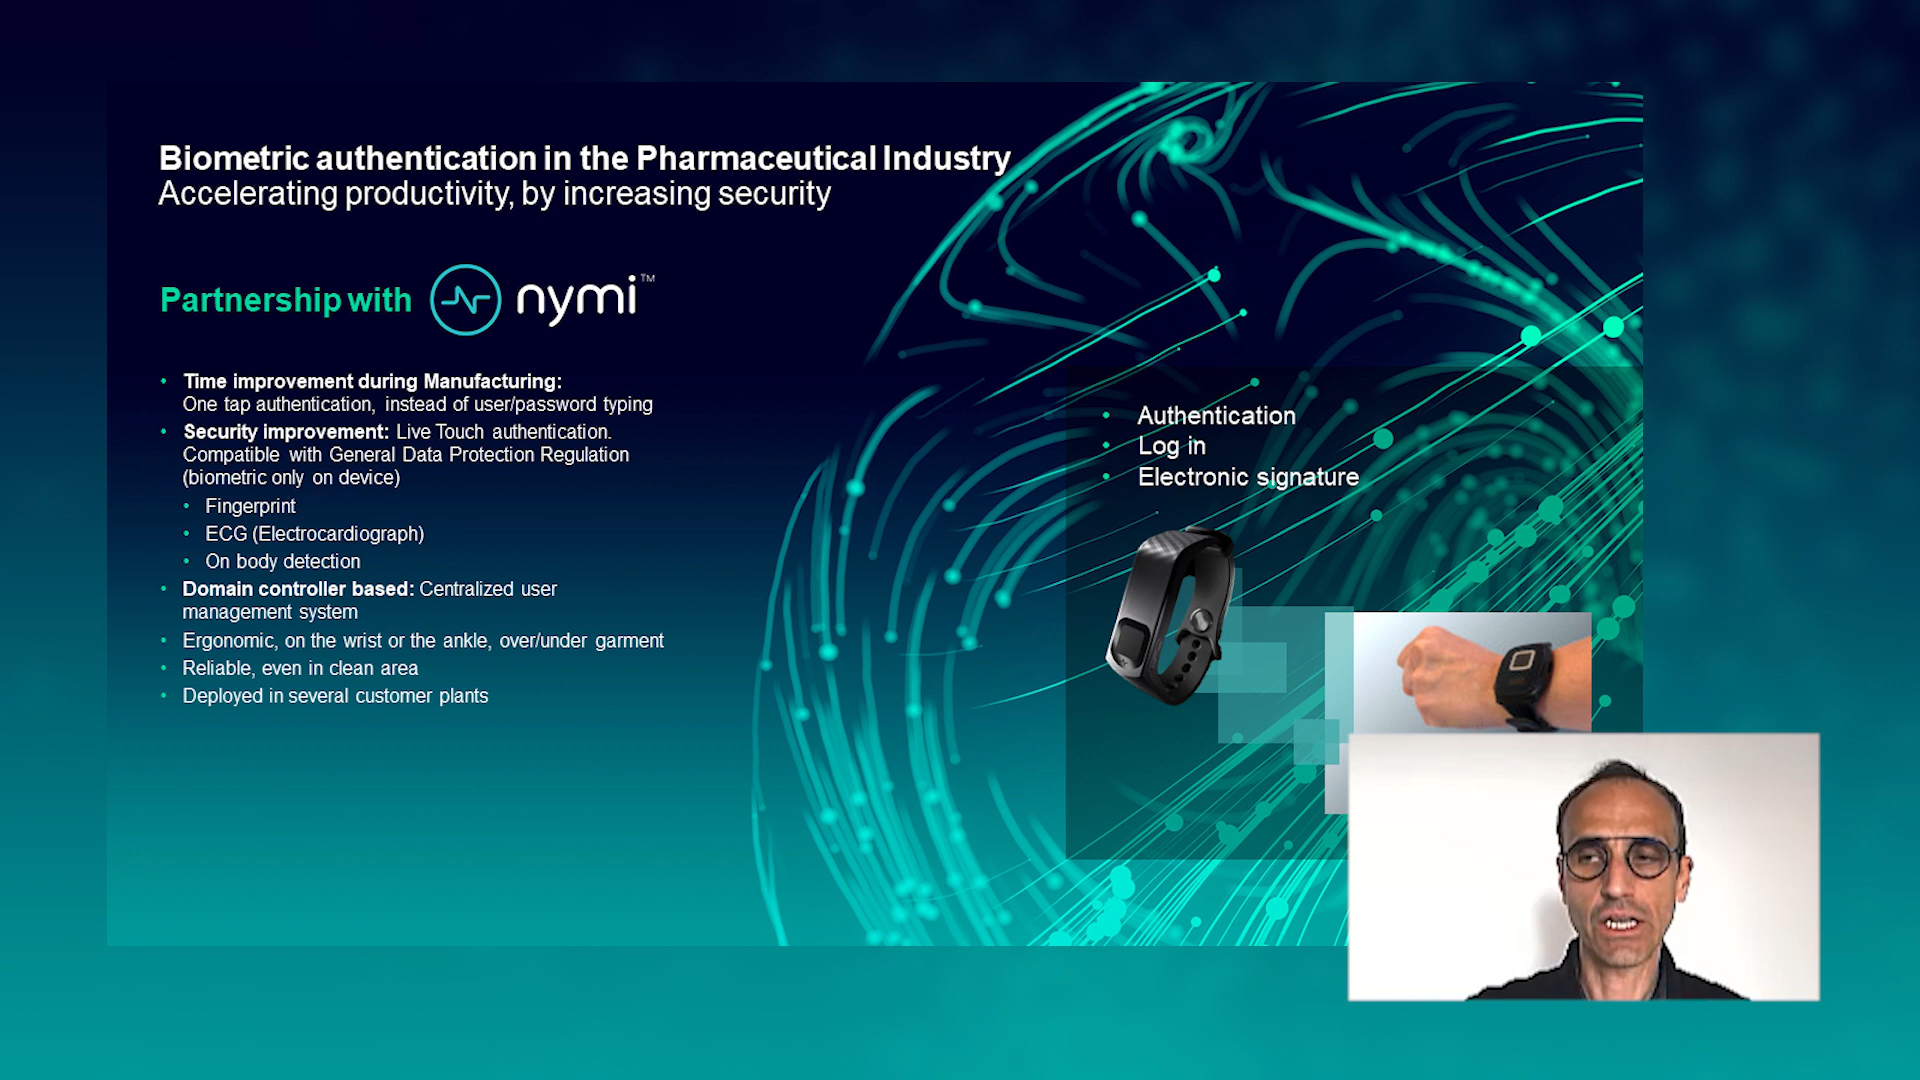 Biometric authentication in the Pharmaceutical Industry
Accelerating productivity, by increasing security
Partnership with nymi™
• Time improvement during Manufacturing:
One tap authentication, instead of user/password typing
• Security improvement: Live Touch authentication.
Compatible with General Data Protection Regulation
(biometric only on device)
• Fingerprint
• ECG (Electrocardiograph)
• On body detection
• Domain controller based: Centralized user
management system
• Ergonomic, on the wrist or the ankle, over/under garment
• Reliable, even in clean area
• Deployed in several customer plants
• Authentication
• Log in
• Electronic signature